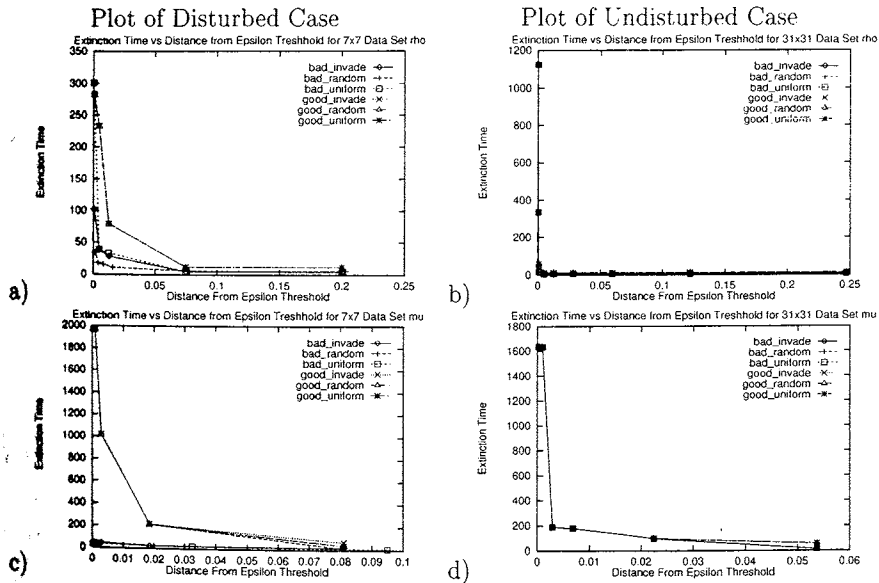 Plot of Disturbed Case
Plot of Undisturbed Case
Extinction Time vs Distance from Epsilon Treshhold for 7x7 Data Set rho
350
300
250
200
150
100
50
0
0
0.05
0.1
0.15
0.2
0.25
Extinction Time
Distance From Epsilon Threshold
bad_invade
bad_random
bad_uniform
good_invade
good_random
good_uniform
a)
Extinction Time vs Distance from Epsilon Treshhold for 31x31 Data Set rho
1200
1000
800
600
400
200
0
0
0.05
0.1
0.15
0.2
0.25
Extinction Time
Distance From Epsilon Threshold
bad_invade
bad_random
bad_uniform
good_invade
good_random
good_uniform
b)
Extinction Time vs Distance from Epsilon Treshhold for 7x7 Data Set mu
2000
1800
1600
1400
1200
1000
800
600
400
200
0
0
0.01
0.02
0.03
0.04
0.05
0.06
0.07
0.08
0.09
0.1
Extinction Time
Distance From Epsilon Threshold
bad_invade
bad_random
bad_uniform
good_invade
good_random
good_uniform
c)
Extinction Time vs Distance from Epsilon Treshhold for 31x31 Data Set mu
1800
1600
1400
1200
1000
800
600
400
200
0
0
0.01
0.02
0.03
0.04
0.05
0.06
Extinction Time
Distance From Epsilon Threshold
bad_invade
bad_random
bad_uniform
good_invade
good_random
good_uniform
d)